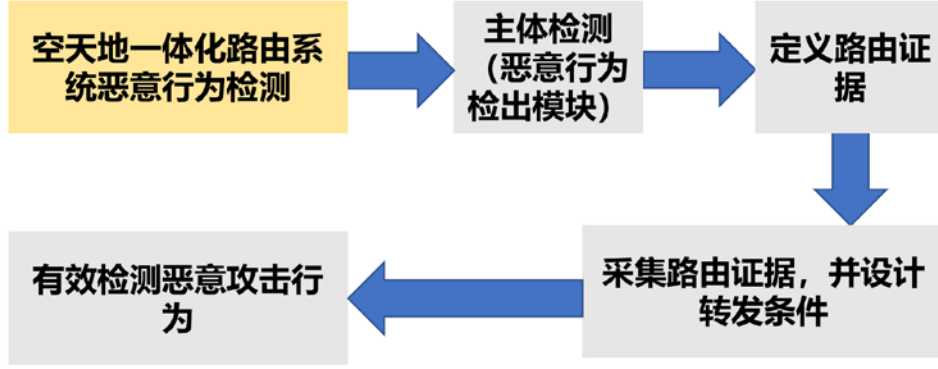 空天地一体化路由系
统恶意行为检测
主体检测
（恶意行为
检出模块）
定义路由证
据
采集路由证据，并设计
转发条件
有效检测恶意攻击行
为